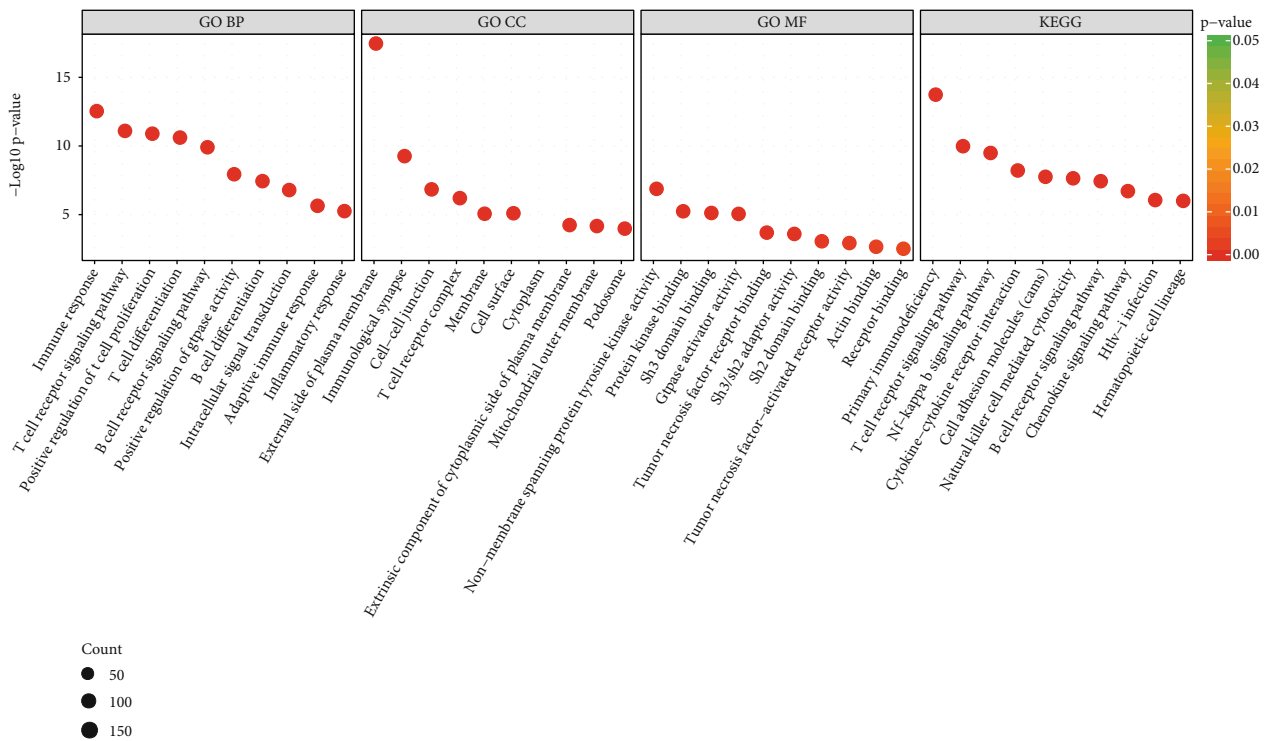 GO BP
GO CC
GO MF
KEGG
p−value
0.05
0.04
0.03
0.02
0.01
0.00
−Log10 p−value
15
10
5
Immune response
T cell receptor signaling pathway
Positive regulation of t cell proliferation
T cell differentiation
B cell receptor signaling pathway
Positive regulation of gtpase activity
B cell differentiation
Intracellular signal transduction
Adaptive immune response
Inflammatory response
External side of plasma membrane
Immunological synapse
Cell−cell junction
T cell receptor complex
Membrane
Cell surface
Cytoplasm
Extrinsic component of cytoplasmic side of plasma membrane
Mitochondrial outer membrane
Podosome
Non−membrane spanning protein tyrosine kinase activity
Protein kinase binding
Sh3 domain binding
Gtpase activator activity
Tumor necrosis factor receptor binding
Sh3/sh2 adaptor activity
Sh2 domain binding
Tumor necrosis factor−activated receptor activity
Actin binding
Receptor binding
Primary immunodeficiency
T cell receptor signaling pathway
Nf−kappa b signaling pathway
Cytokine−cytokine receptor interaction
Cell adhesion molecules (cams)
Natural killer cell mediated cytotoxicity
B cell receptor signaling pathway
Chemokine signaling pathway
Htlv−i infection
Hematopoietic cell lineage
Count
50
100
150